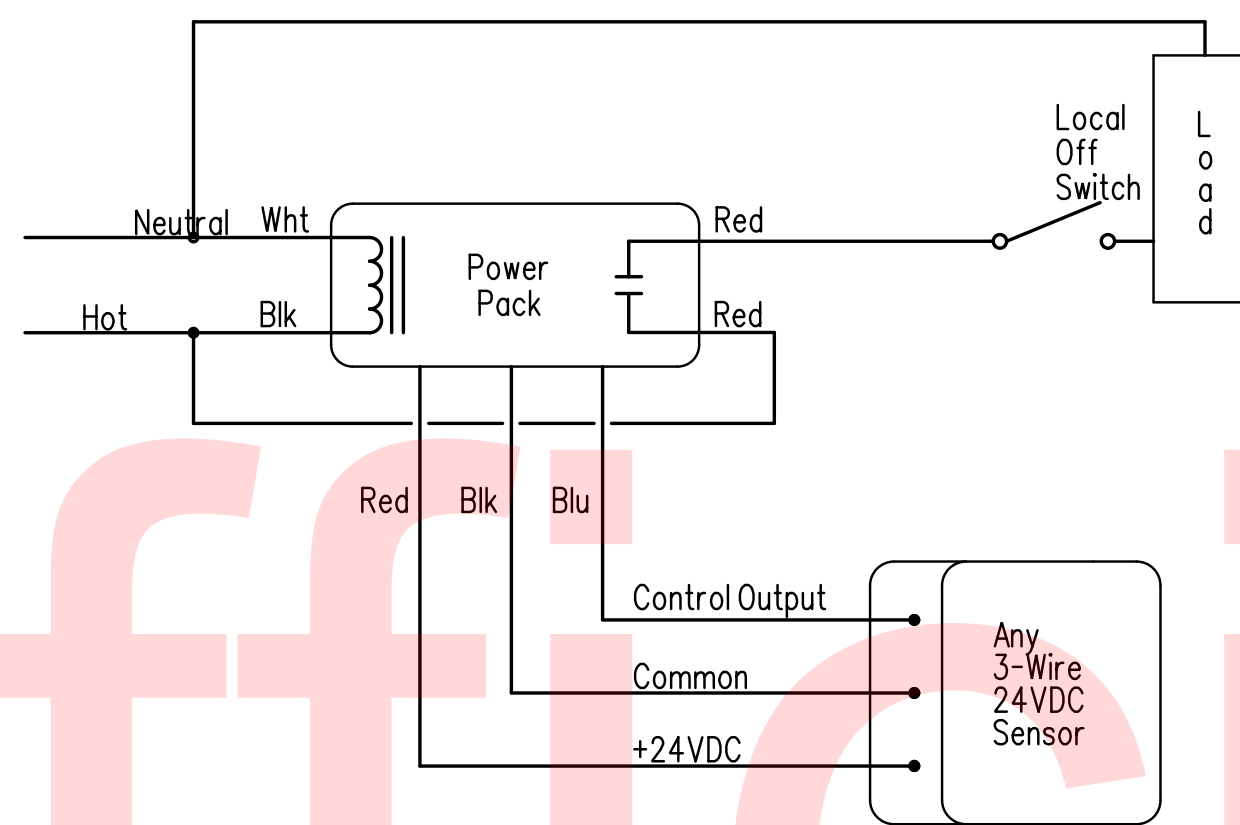 Local
Off
Switch
L
o
a
d
Neutral
Wht
Red
Power
Pack
Hot
Blk
Red
Red
Blk
Blu
Control Output
Any
3-Wire
24VDC
Sensor
Common
+24VDC
ffici